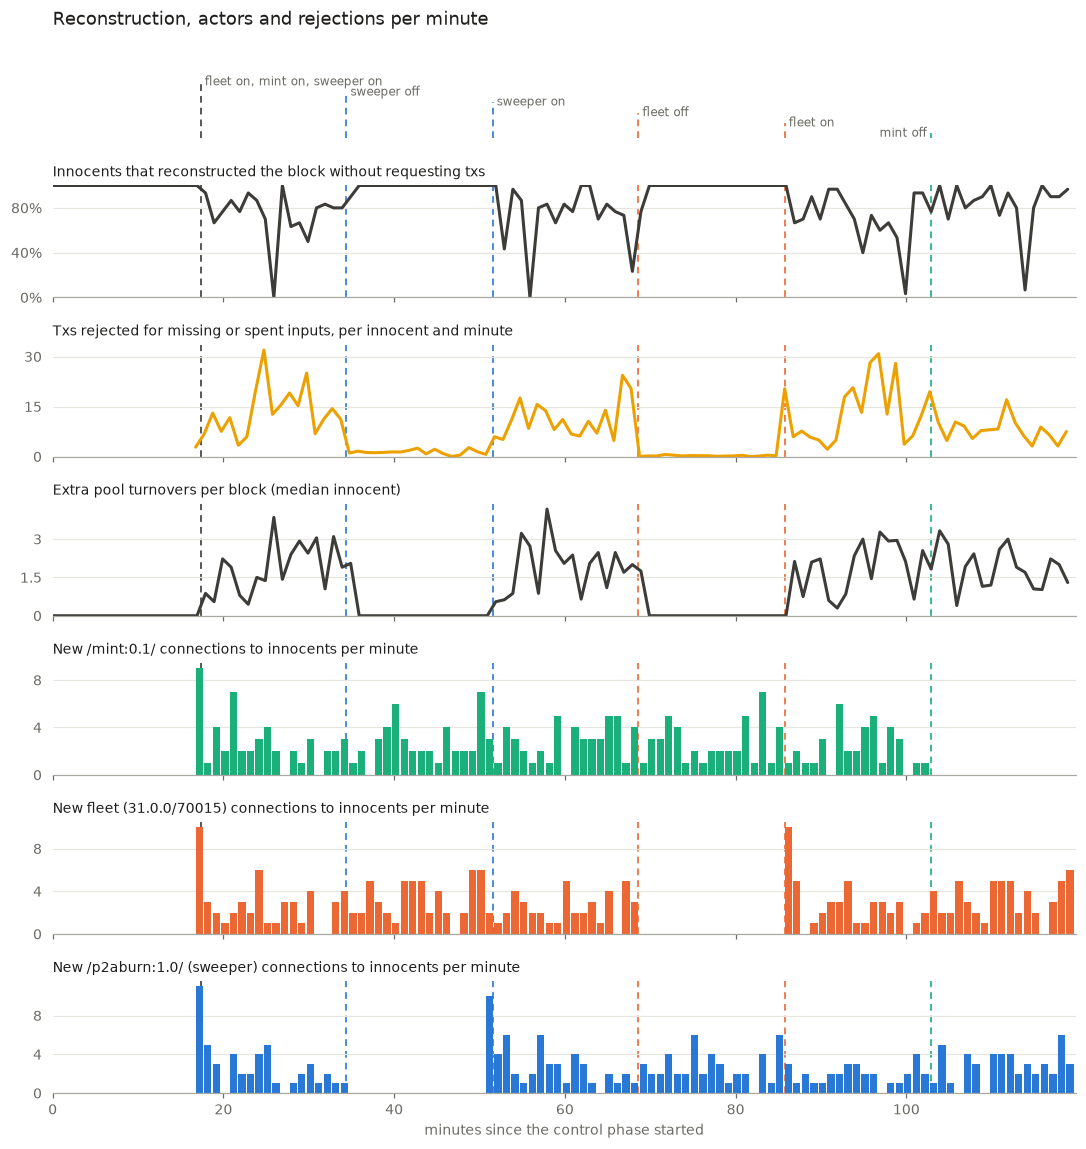 Reconstruction, actors and rejections per minute
fleet on, mint on, sweeper on
sweeper off
sweeper on
fleet off
fleet on
mint off
Innocents that reconstructed the block without requesting txs
80%
40%
0%
Txs rejected for missing or spent inputs, per innocent and minute
30
15
0
Extra pool turnovers per block (median innocent)
3
1.5
0
New /mint:0.1/ connections to innocents per minute
8
4
0
New fleet (31.0.0/70015) connections to innocents per minute
8
4
0
New /p2aburn:1.0/ (sweeper) connections to innocents per minute
8
4
0
0 20 40 60 80 100
minutes since the control phase started